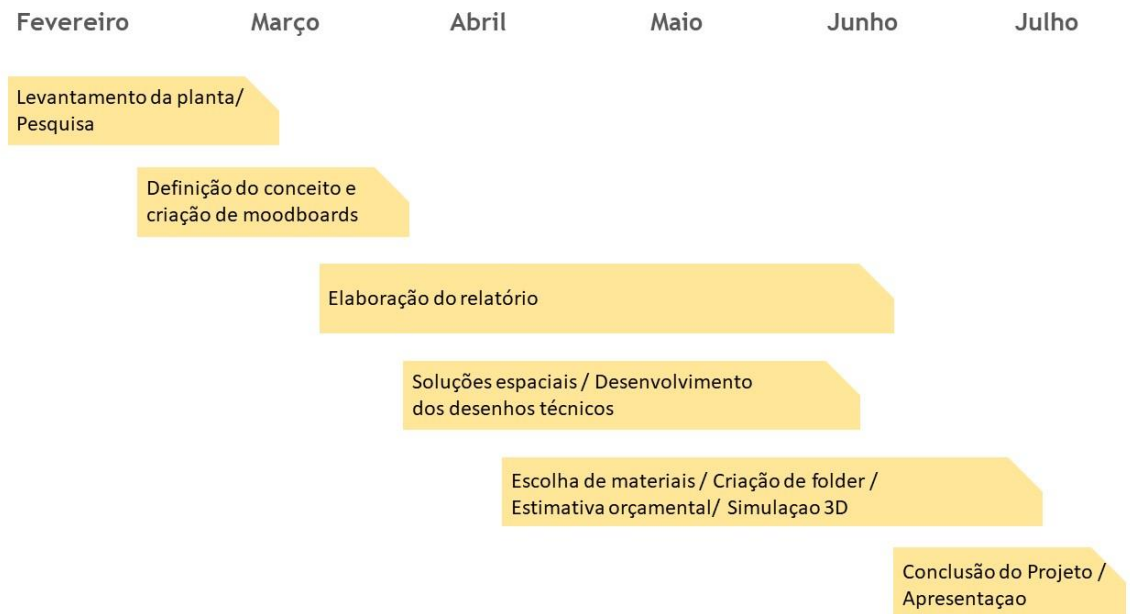 Fevereiro Março Abril Maio Junho Julho
Levantamento da planta/
Pesquisa
Definição do conceito e
criação de moodboards
Elaboração do relatório
Soluções espaciais / Desenvolvimento
dos desenhos técnicos
Escolha de materiais / Criação de folder /
Estimativa orçamental/ Simulaçao 3D
Conclusão do Projeto /
Apresentaçao